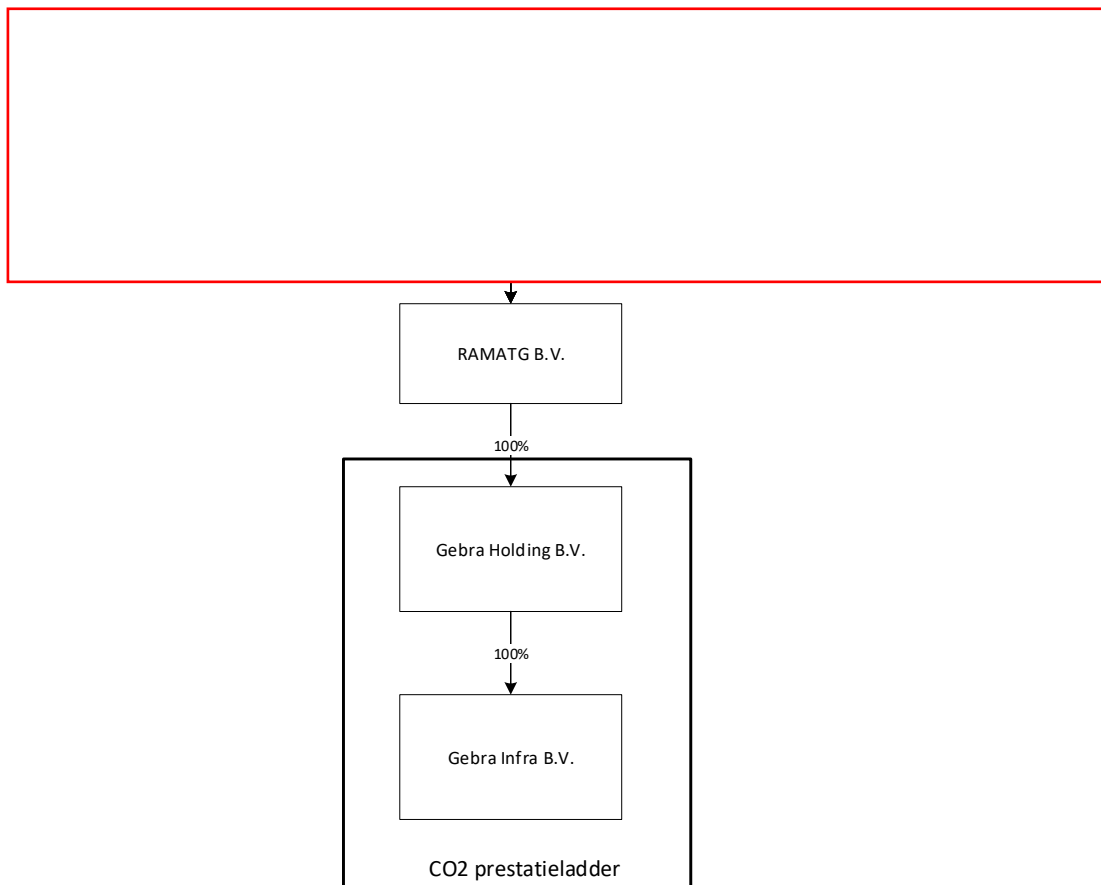 RAMATG B.V.
100%
Gebra Holding B.V.
100%
Gebra Infra B.V.
CO2 prestatieladder